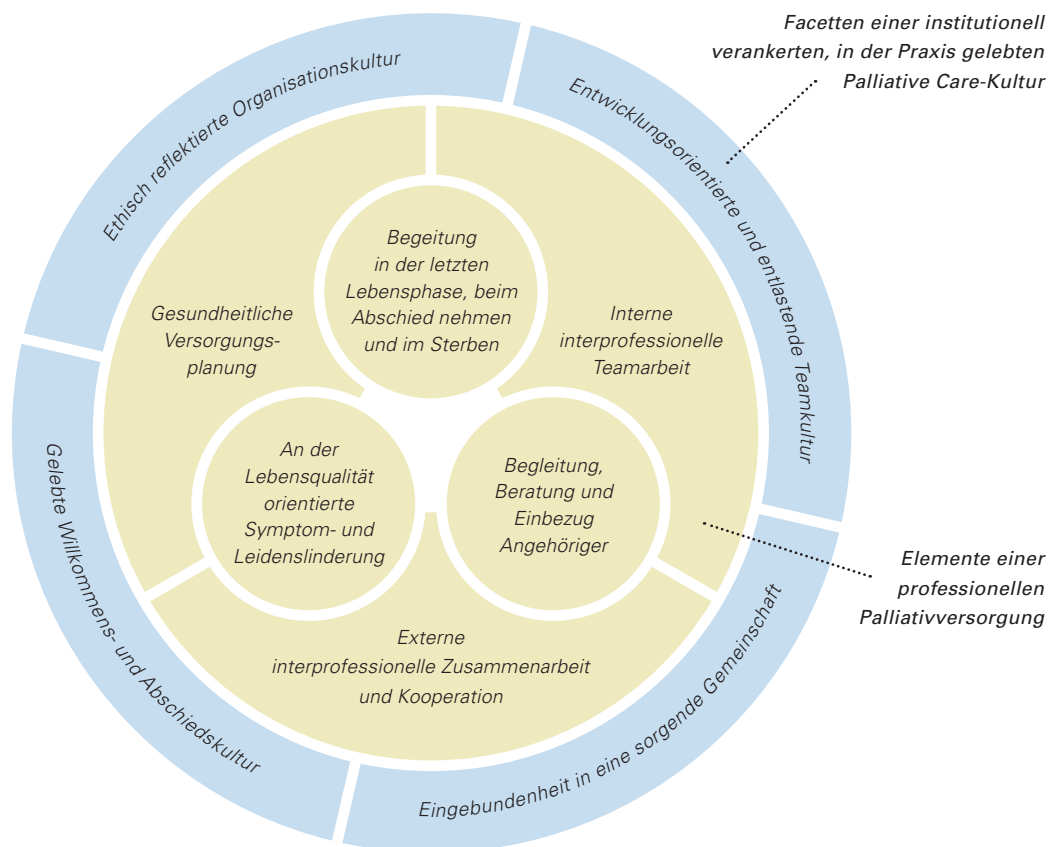 Facetten einer institutionell
verankerten, in der Praxis gelebten
Palliative Care-Kultur
Ethisch reflektierte Organisationskultur
Entwicklungsorientierte und entlastende Teamkultur
Begeitung
in der letzten
Lebensphase, beim
Abschied nehmen
und im Sterben
Gesundheitliche
Versorgungs-
planung
Interne
interprofessionelle
Teamarbeit
An der
Lebensqualität
orientierte
Symptom- und
Leidenslinderung
Begleitung,
Beratung und
Einbezug
Angehöriger
Gelebte Willkommens- und Abschiedskultur
Elemente einer
professionellen
Palliativversorgung
Externe
interprofessionelle Zusammenarbeit
und Kooperation
Eingebundenheit in eine sorgende Gemeinschaft